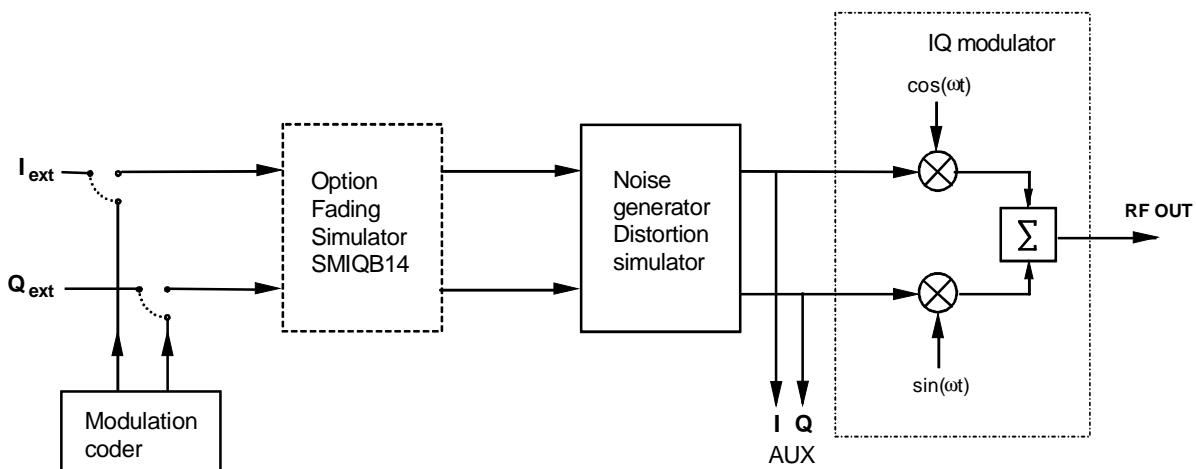 IQ modulator
cos(ωt)
I ext
Option
Fading
Simulator
SMIQB14
Noise
generator
Distortion
simulator
Σ
RF OUT
Q ext
sin(ωt)
Modulation
coder
I Q
AUX